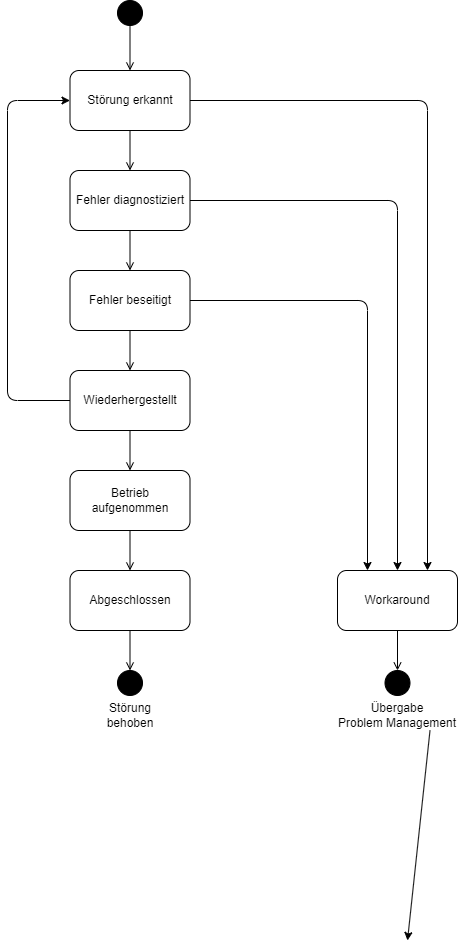 Störung erkannt
Fehler diagnostiziert
Fehler beseitigt
Wiederhergestellt
Betrieb
aufgenommen
Abgeschlossen
Workaround
Störung
behoben
Übergabe
Problem Management